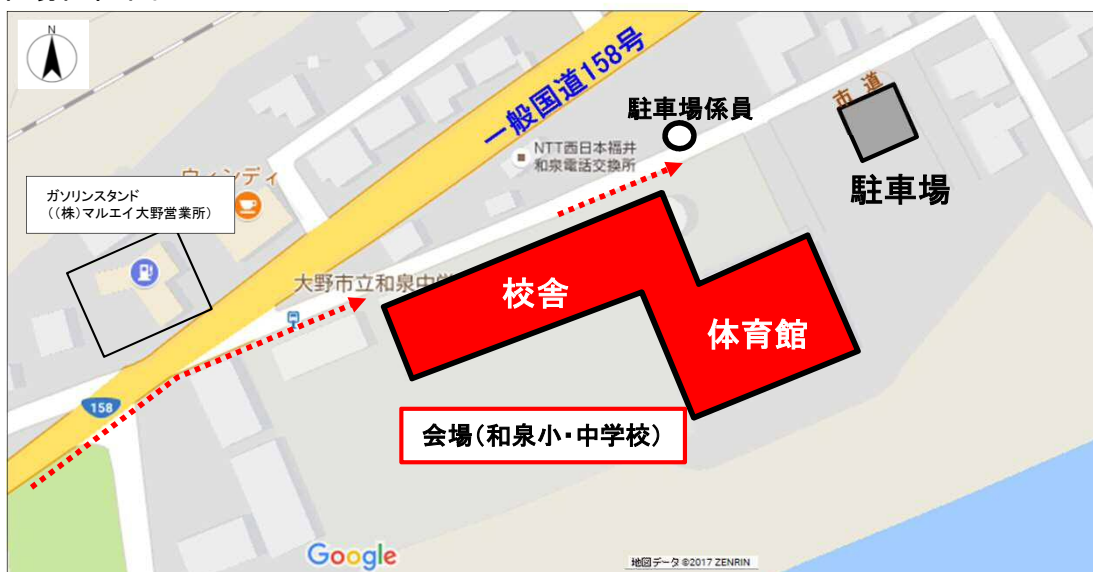 N
一般国道158号
市道
駐車場係員
NTT西日本福井
和泉電話交換所
駐車場
ウィンディ
ガソリンスタンド
((株)マルエイ大野営業所)
大野市立和泉中学
校舎
体育館
158
会場(和泉小・中学校)
Google
地図データ ©2017 ZENRIN